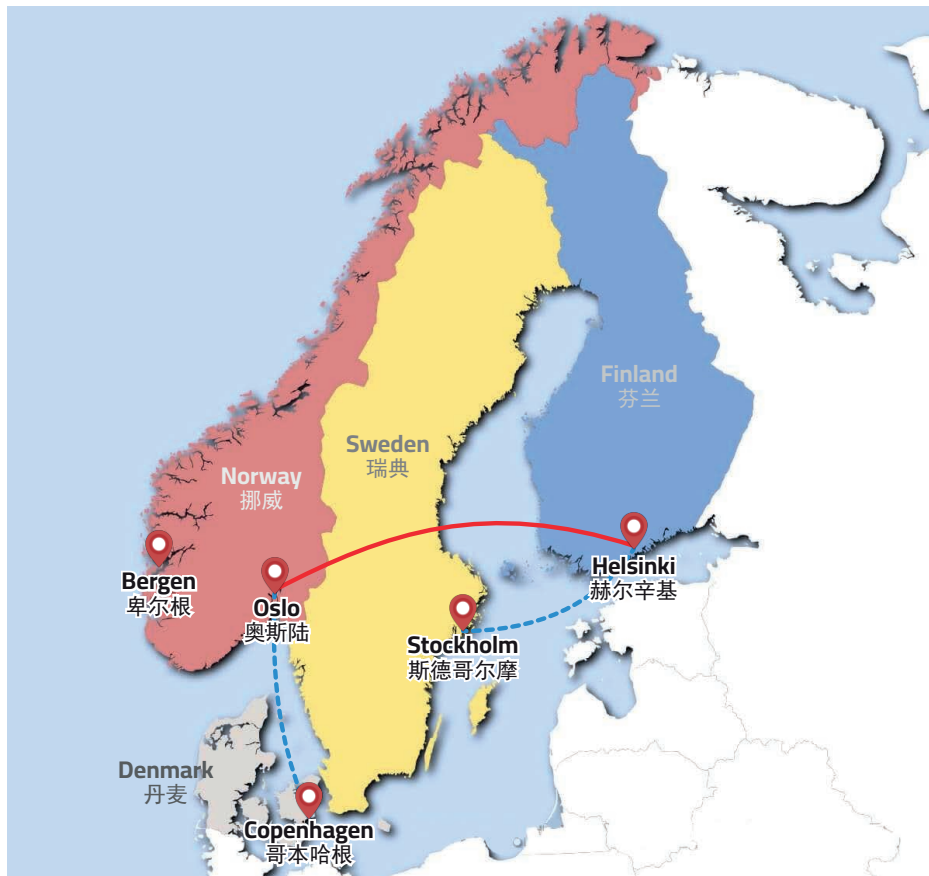 Finland
芬兰
Sweden
瑞典
Norway
挪威
Bergen
卑尔根
Oslo
奥斯陆
Helsinki
赫尔辛基
Stockholm
斯德哥尔摩
Denmark
丹麦
Copenhagen
哥本哈根